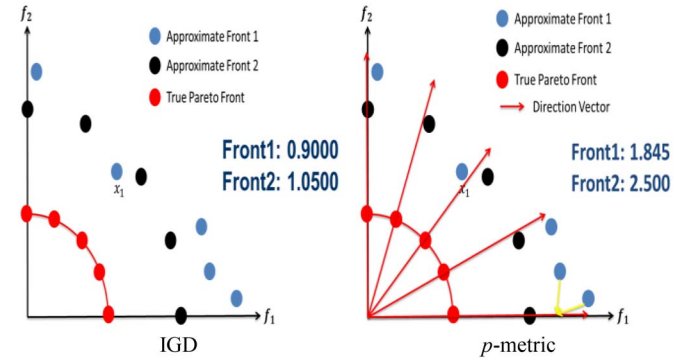 f₂
Approximate Front 1
Approximate Front 2
True Pareto Front
Front1: 0.9000
Front2: 1.0500
x₁
f₁
IGD
f₂
Approximate Front 1
Approximate Front 2
True Pareto Front
Direction Vector
Front1: 1.845
Front2: 2.500
x₁
f₁
p-metric